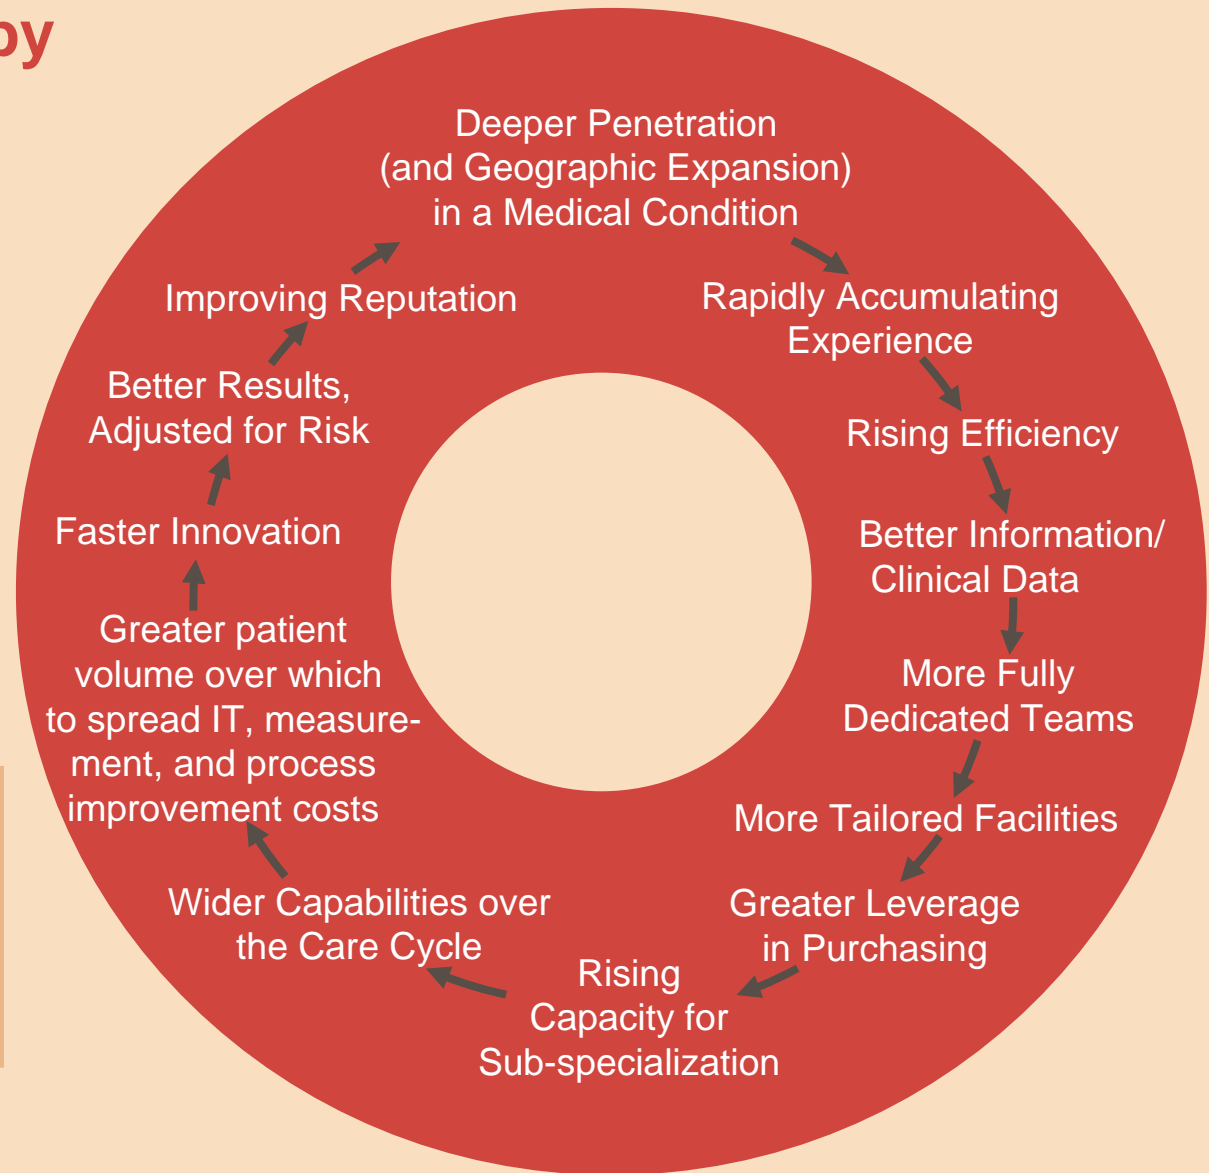 by
Deeper Penetration
(and Geographic Expansion)
in a Medical Condition
Rapidly Accumulating
Experience
Rising Efficiency
Better Information/
Clinical Data
More Fully
Dedicated Teams
More Tailored Facilities
Greater Leverage
in Purchasing
Rising
Capacity for
Sub-specialization
Wider Capabilities over
the Care Cycle
Greater patient
volume over which
to spread IT, measure-
ment, and process
improvement costs
Faster Innovation
Better Results,
Adjusted for Risk
Improving Reputation